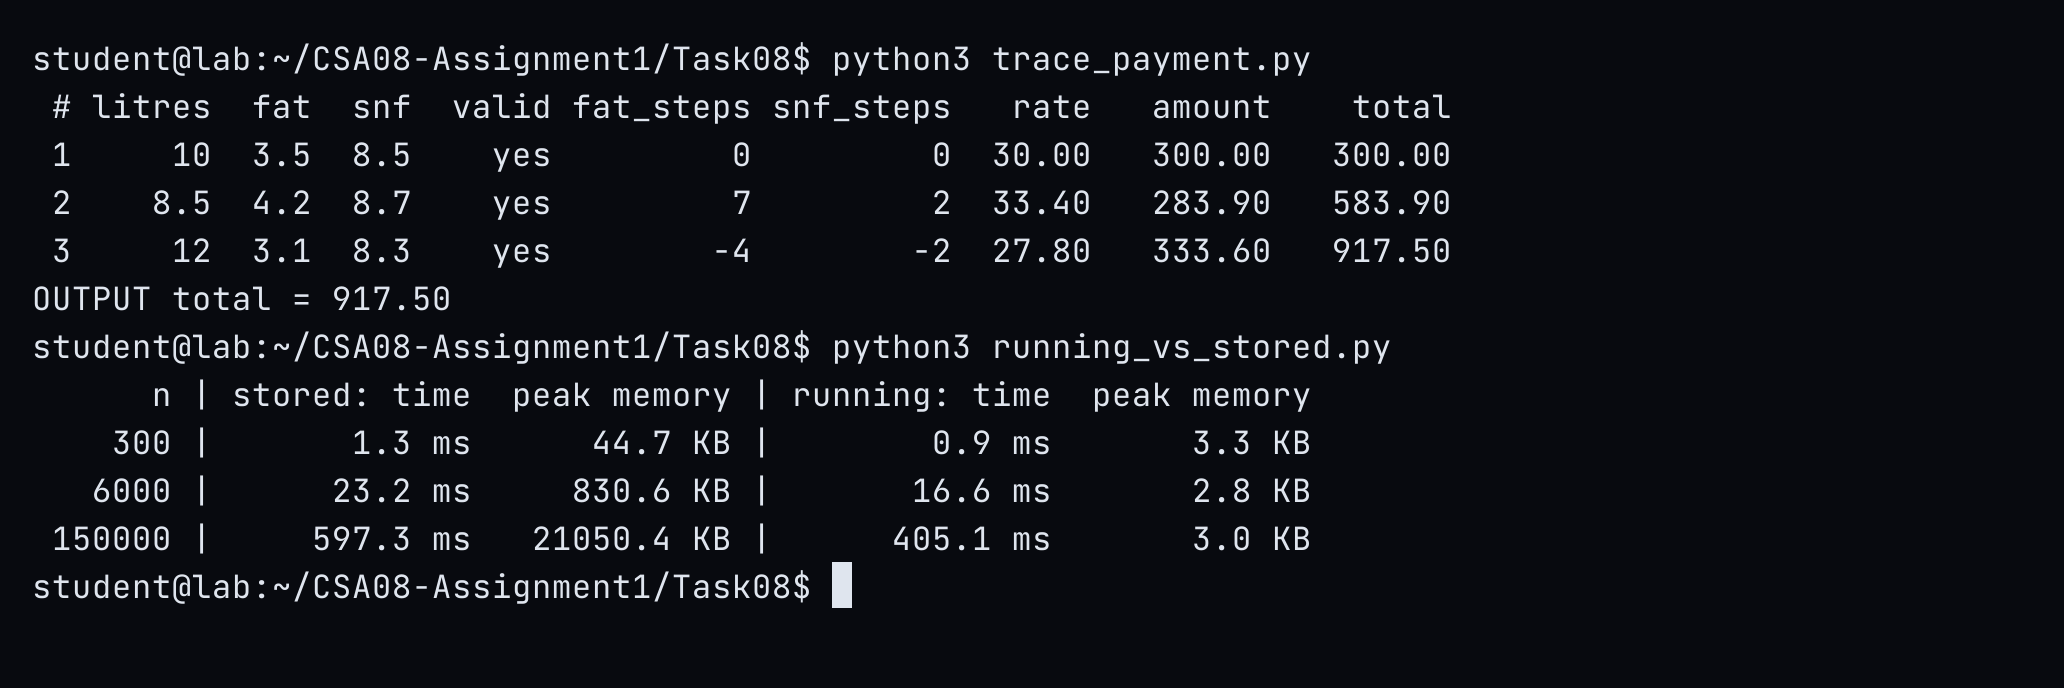 student@lab:~/CSA08-Assignment1/Task08$ python3 trace_payment.py
 # litres  fat  snf  valid fat_steps snf_steps   rate   amount    total
 1     10  3.5  8.5    yes         0         0  30.00   300.00   300.00
 2    8.5  4.2  8.7    yes         7         2  33.40   283.90   583.90
 3     12  3.1  8.3    yes        -4        -2  27.80   333.60   917.50
OUTPUT total = 917.50
student@lab:~/CSA08-Assignment1/Task08$ python3 running_vs_stored.py
      n | stored: time  peak memory | running: time  peak memory
    300 |       1.3 ms      44.7 KB |        0.9 ms       3.3 KB
   6000 |      23.2 ms     830.6 KB |       16.6 ms       2.8 KB
 150000 |     597.3 ms   21050.4 KB |      405.1 ms       3.0 KB
student@lab:~/CSA08-Assignment1/Task08$